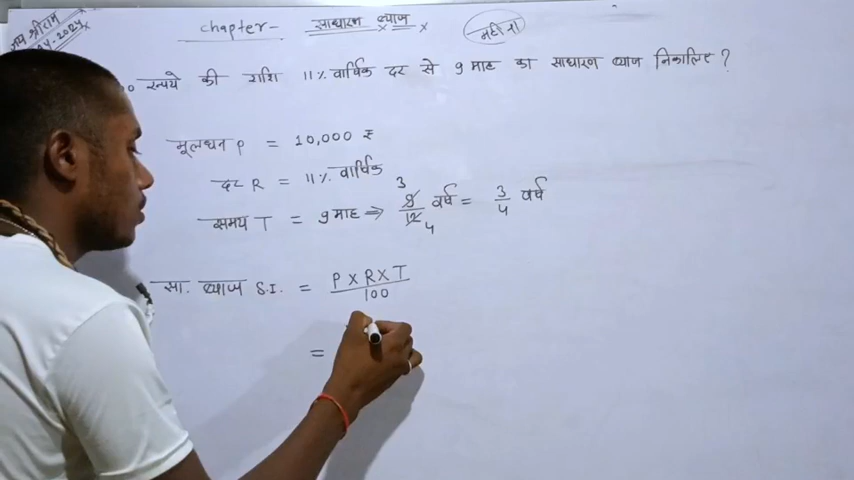 जय श्रीराम
Chapter- साधारण ब्याज
रूपये की राशि 11% वार्षिक दर से 9 माह का साधारण ब्याज निकालिए ?
मूलधन P = 10,000 ₹
दर R = 11% वार्षिक
समय T = 9 माह ⇒ 9/12 वर्ष = 3/4 वर्ष
3
4
सा. ब्याज S.I. = P X R X T / 100
=